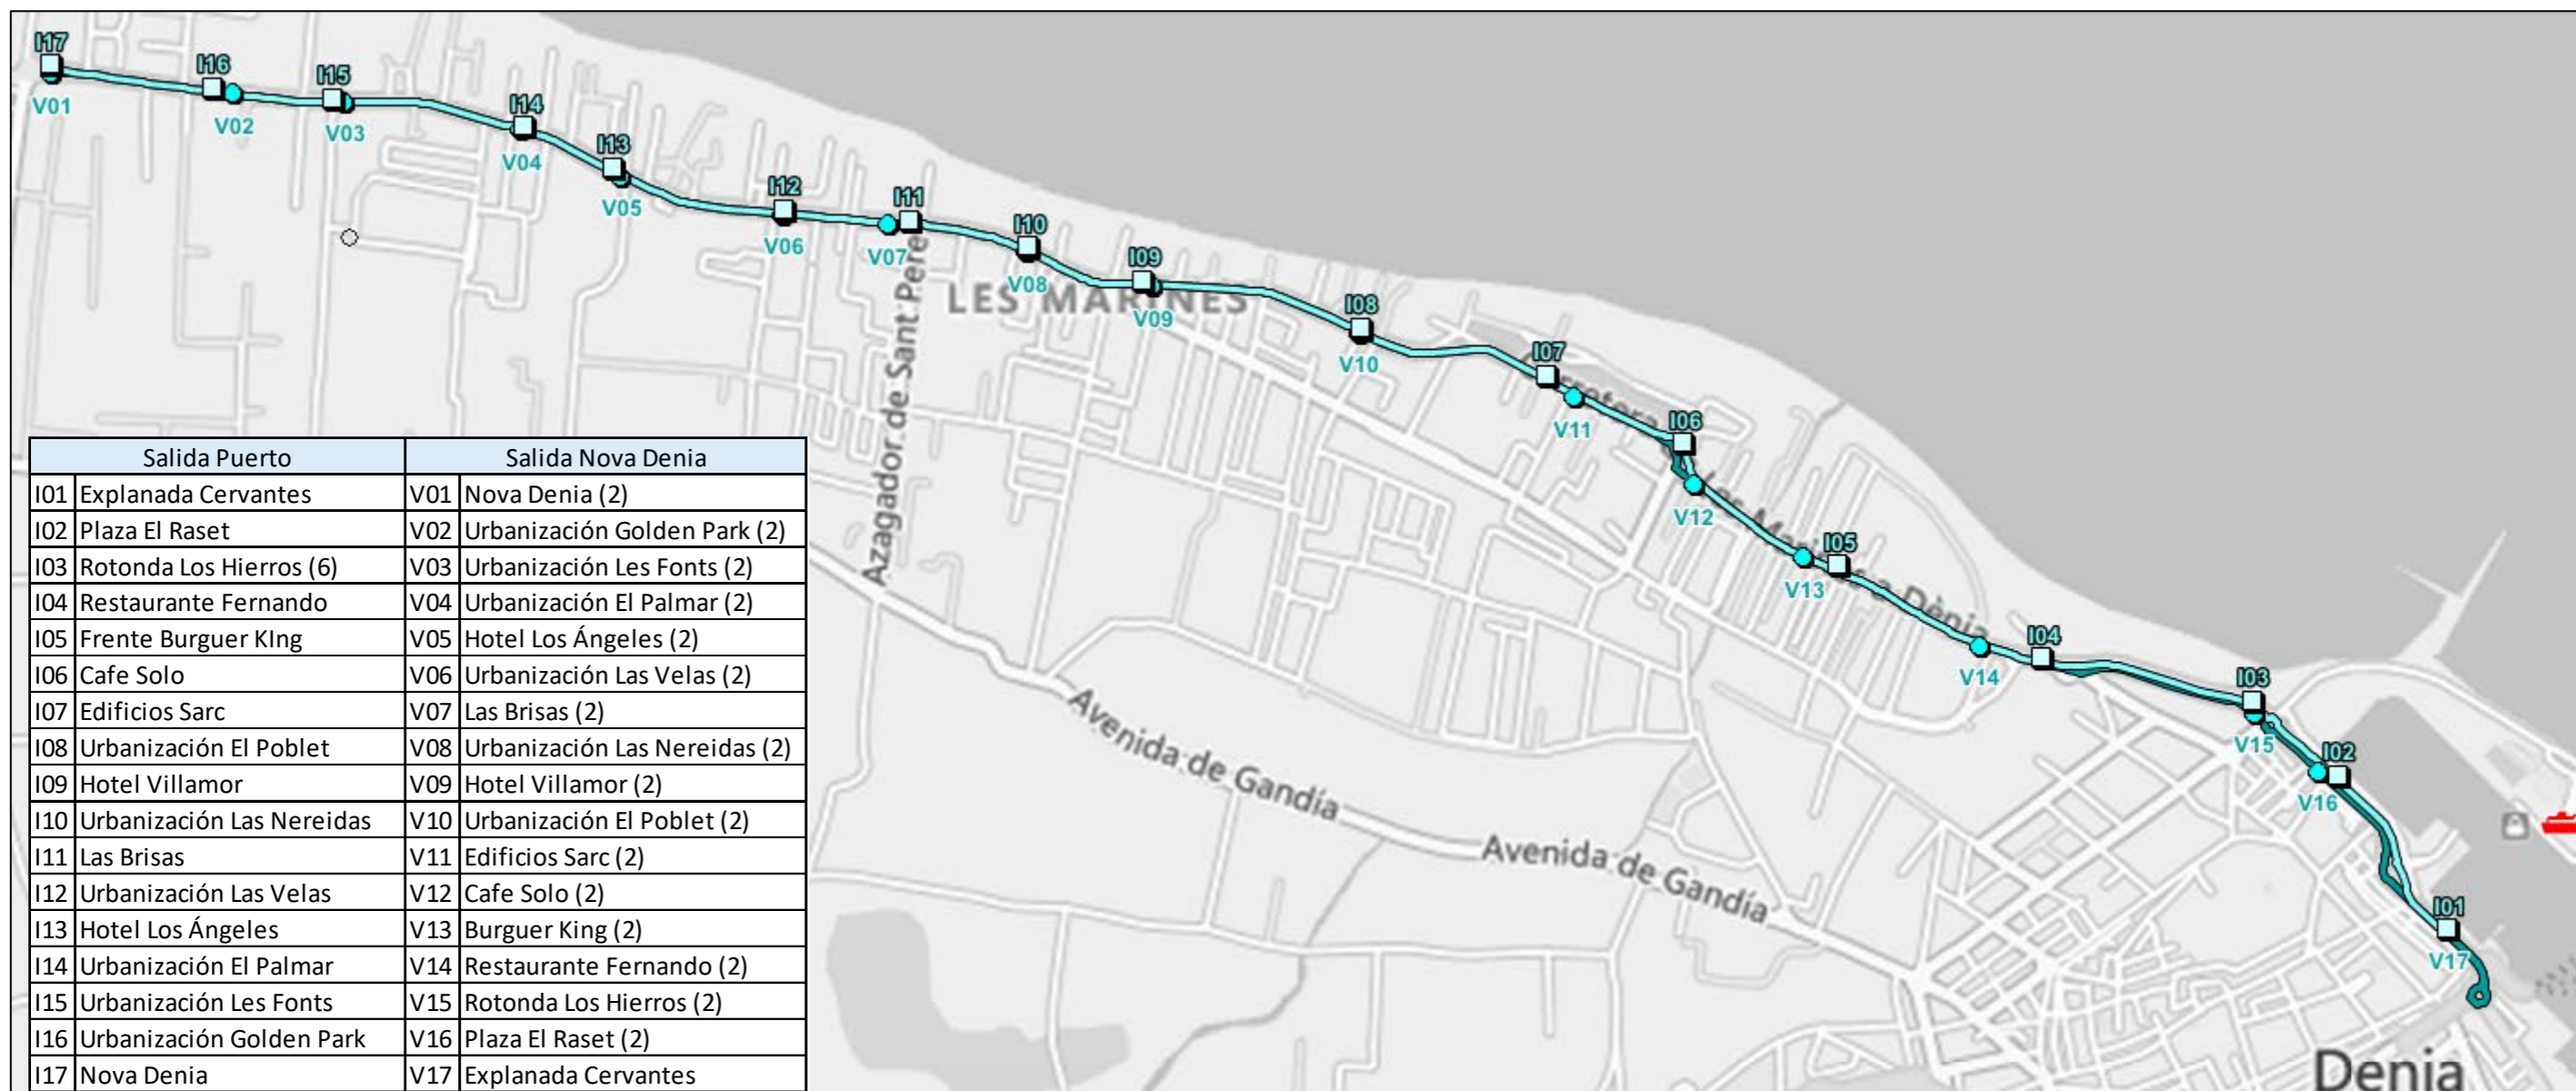 I17
I16
I15
I14
I13
I12
I11
I10
I09
I08
I07
I06
I05
I04
I03
I02
I01
V01
V02
V03
V04
V05
V06
V07
V08
V09
V10
V11
V12
V13
V14
V15
V16
V17
LES MARINES
Azagador de Sant Pere
Carretera de Les Marines a Dènia
Avenida de Gandía
Avenida de Gandía
Denia
Salida Puerto Salida Nova Denia
I01 Explanada Cervantes V01 Nova Denia (2)
I02 Plaza El Raset V02 Urbanización Golden Park (2)
I03 Rotonda Los Hierros (6) V03 Urbanización Les Fonts (2)
I04 Restaurante Fernando V04 Urbanización El Palmar (2)
I05 Frente Burguer KIng V05 Hotel Los Ángeles (2)
I06 Cafe Solo V06 Urbanización Las Velas (2)
I07 Edificios Sarc V07 Las Brisas (2)
I08 Urbanización El Poblet V08 Urbanización Las Nereidas (2)
I09 Hotel Villamor V09 Hotel Villamor (2)
I10 Urbanización Las Nereidas V10 Urbanización El Poblet (2)
I11 Las Brisas V11 Edificios Sarc (2)
I12 Urbanización Las Velas V12 Cafe Solo (2)
I13 Hotel Los Ángeles V13 Burguer King (2)
I14 Urbanización El Palmar V14 Restaurante Fernando (2)
I15 Urbanización Les Fonts V15 Rotonda Los Hierros (2)
I16 Urbanización Golden Park V16 Plaza El Raset (2)
I17 Nova Denia V17 Explanada Cervantes